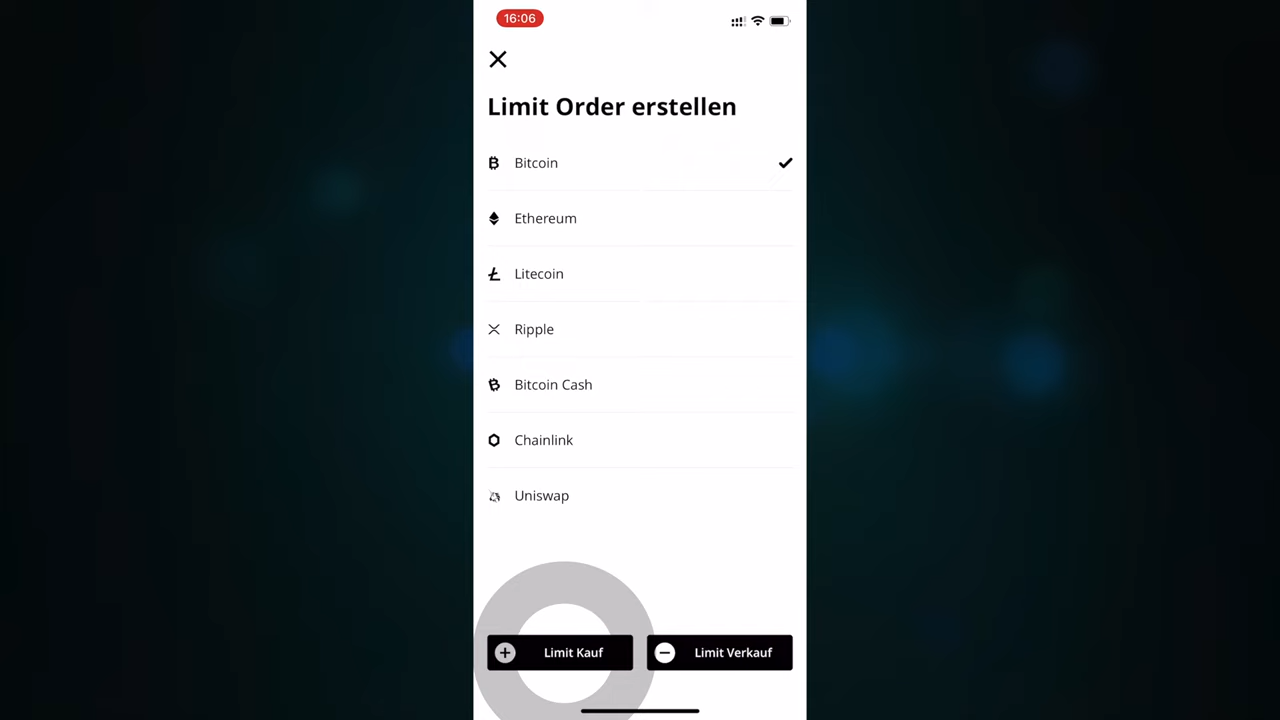 16:06
Limit Order erstellen
Bitcoin
Ethereum
Litecoin
Ripple
Bitcoin Cash
Chainlink
Uniswap
Limit Kauf
Limit Verkauf